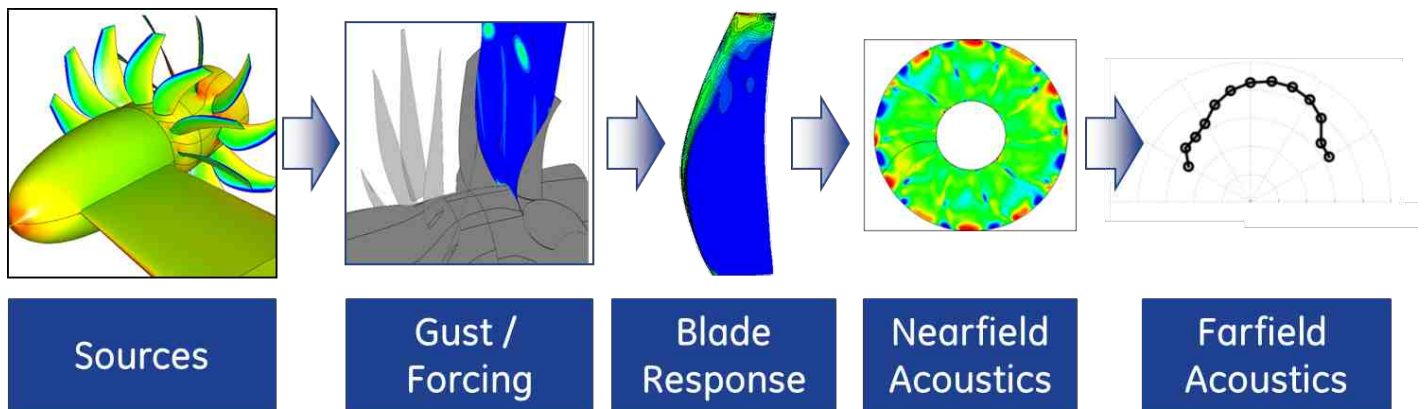 Sources
Gust /
Forcing
Blade
Response
Nearfield
Acoustics
Farfield
Acoustics